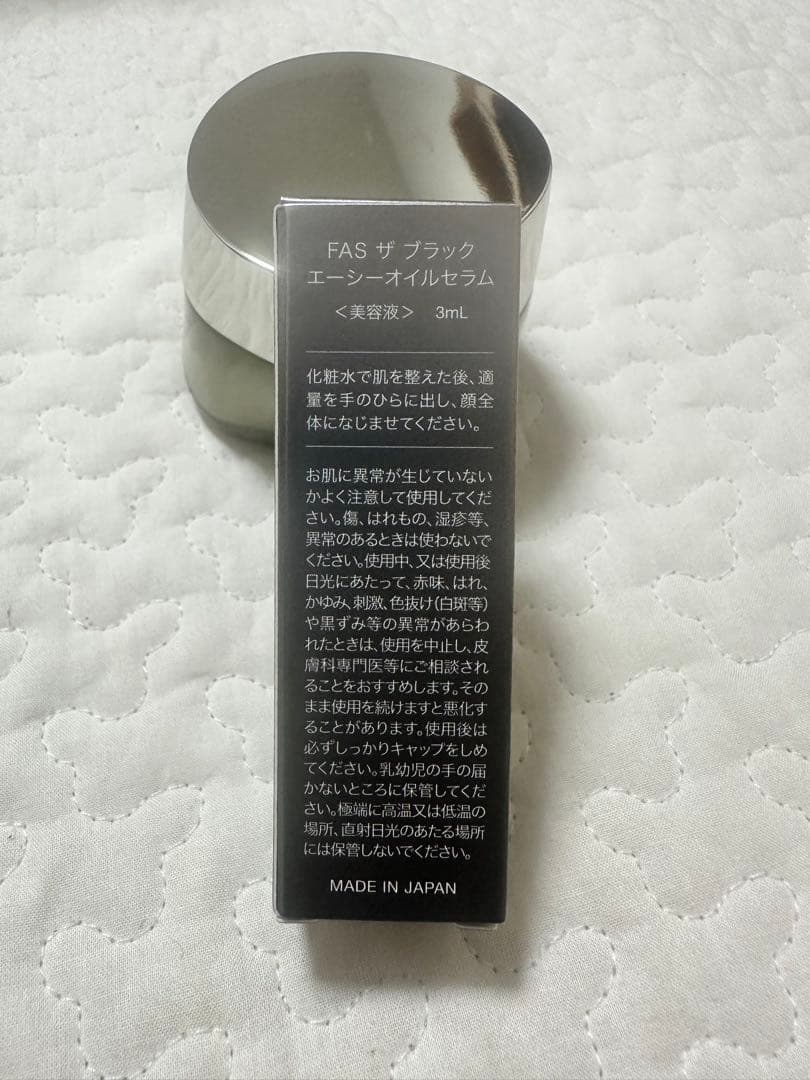 FAS ザ ブラック
エーシーオイルセラム
＜美容液＞　3mL
化粧水で肌を整えた後、適
量を手のひらに出し、顔全
体になじませてください。
お肌に異常が生じていない
かよく注意して使用してくだ
さい。傷、はれもの、湿疹等、
異常のあるときは使わないで
ください。使用中、又は使用後
日光にあたって、赤味、はれ、
かゆみ、刺激、色抜け（白斑等）
や黒ずみ等の異常があらわ
れたときは、使用を中止し、皮
膚科専門医等にご相談され
ることをおすすめします。その
まま使用を続けますと悪化す
ることがあります。使用後は
必ずしっかりキャップをしめ
てください。乳幼児の手の届
かないところに保管してくだ
さい。極端に高温又は低温の
場所、直射日光のあたる場所
には保管しないでください。
MADE IN JAPAN